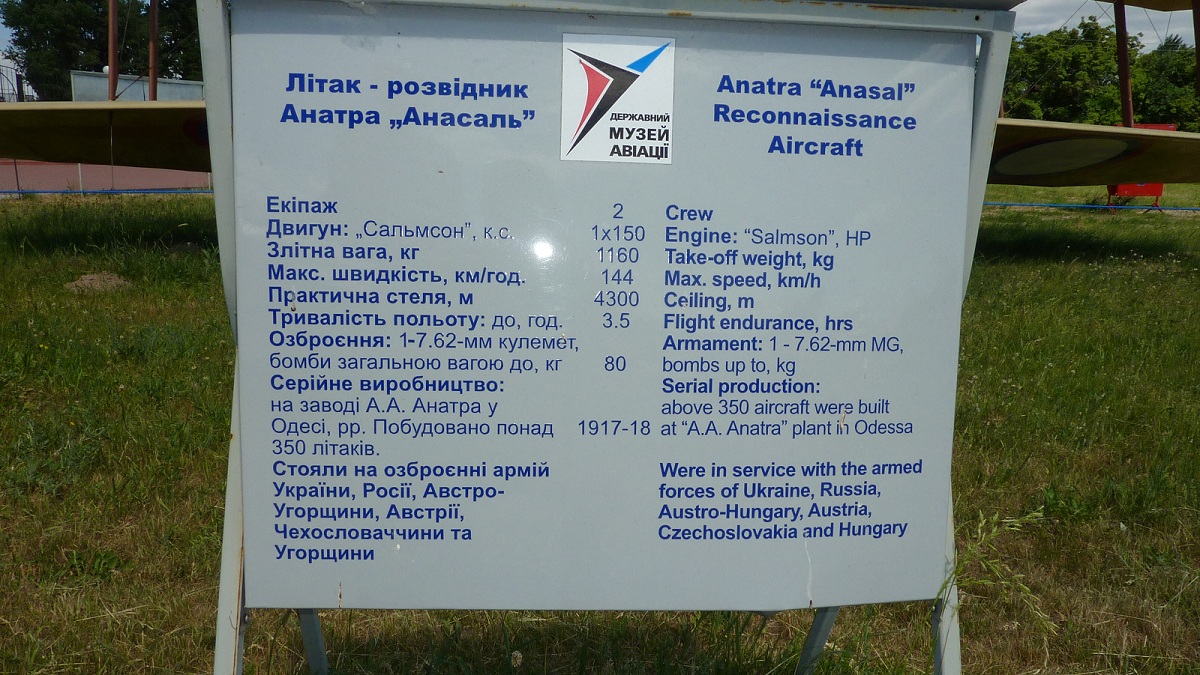 Літак - розвідник
Анатра „Анасаль”
ДЕРЖАВНИЙ
МУЗЕЙ
АВІАЦІЇ
Anatra “Anasal”
Reconnaissance
Aircraft
Екіпаж 2 Crew
Двигун: „Сальмсон”, к.с. 1x150 Engine: “Salmson”, HP
Злітна вага, кг 1160 Take-off weight, kg
Макс. швидкість, км/год. 144 Max. speed, km/h
Практична стеля, м 4300 Ceiling, m
Тривалість польоту: до, год. 3.5 Flight endurance, hrs
Озброєння: 1-7.62-мм кулемет, Armament: 1 - 7.62-mm MG,
бомби загальною вагою до, кг 80 bombs up to, kg
Серійне виробництво: Serial production:
на заводі А.А. Анатра у above 350 aircraft were built
Одесі, рр. Побудовано понад 1917-18 at “A.A. Anatra” plant in Odessa
350 літаків.
Стояли на озброєнні армій Were in service with the armed
України, Росії, Австро- forces of Ukraine, Russia,
Угорщини, Австрії, Austro-Hungary, Austria,
Чехословаччини та Czechoslovakia and Hungary
Угорщини